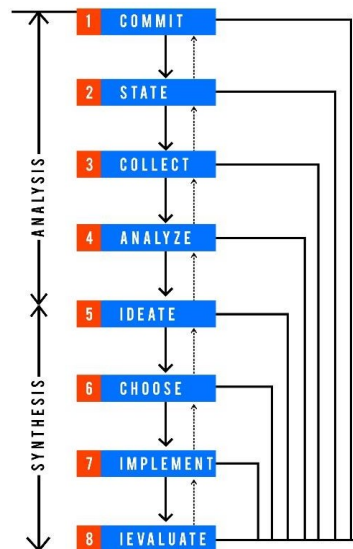 1 COMMIT
2 STATE
3 COLLECT
4 ANALYZE
5 IDEATE
6 CHOOSE
7 IMPLEMENT
8 IEVALUATE
ANALYSIS
SYNTHESIS